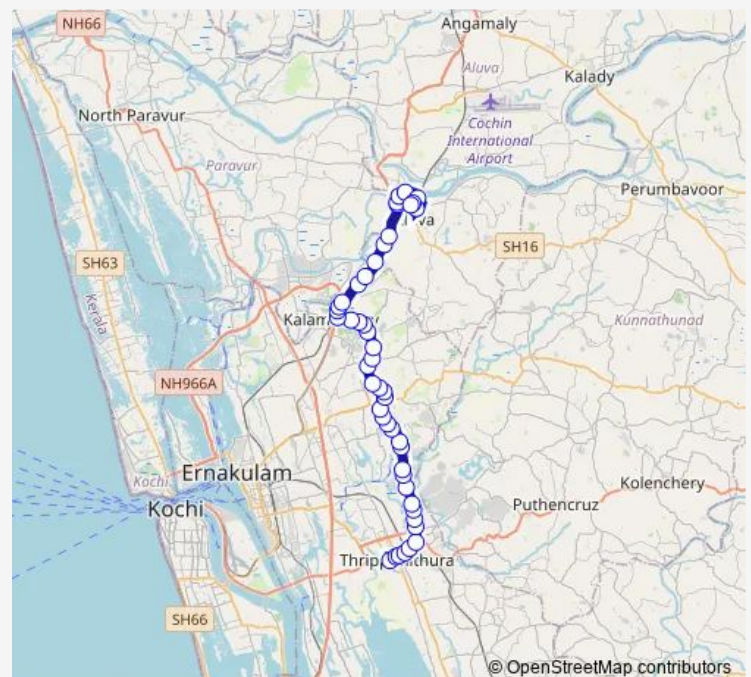 NH66
Angamaly
Aluva
Kalady
North Paravur
Cochin
International
Airport
Paravur
Perumbavoor
SH16
SH63
Kerala
Kunnathunad
NH966A
Ernakulam
Kochi
Kolenchery
Kochi
Puthencruz
SH66
© OpenStreetMap contributors